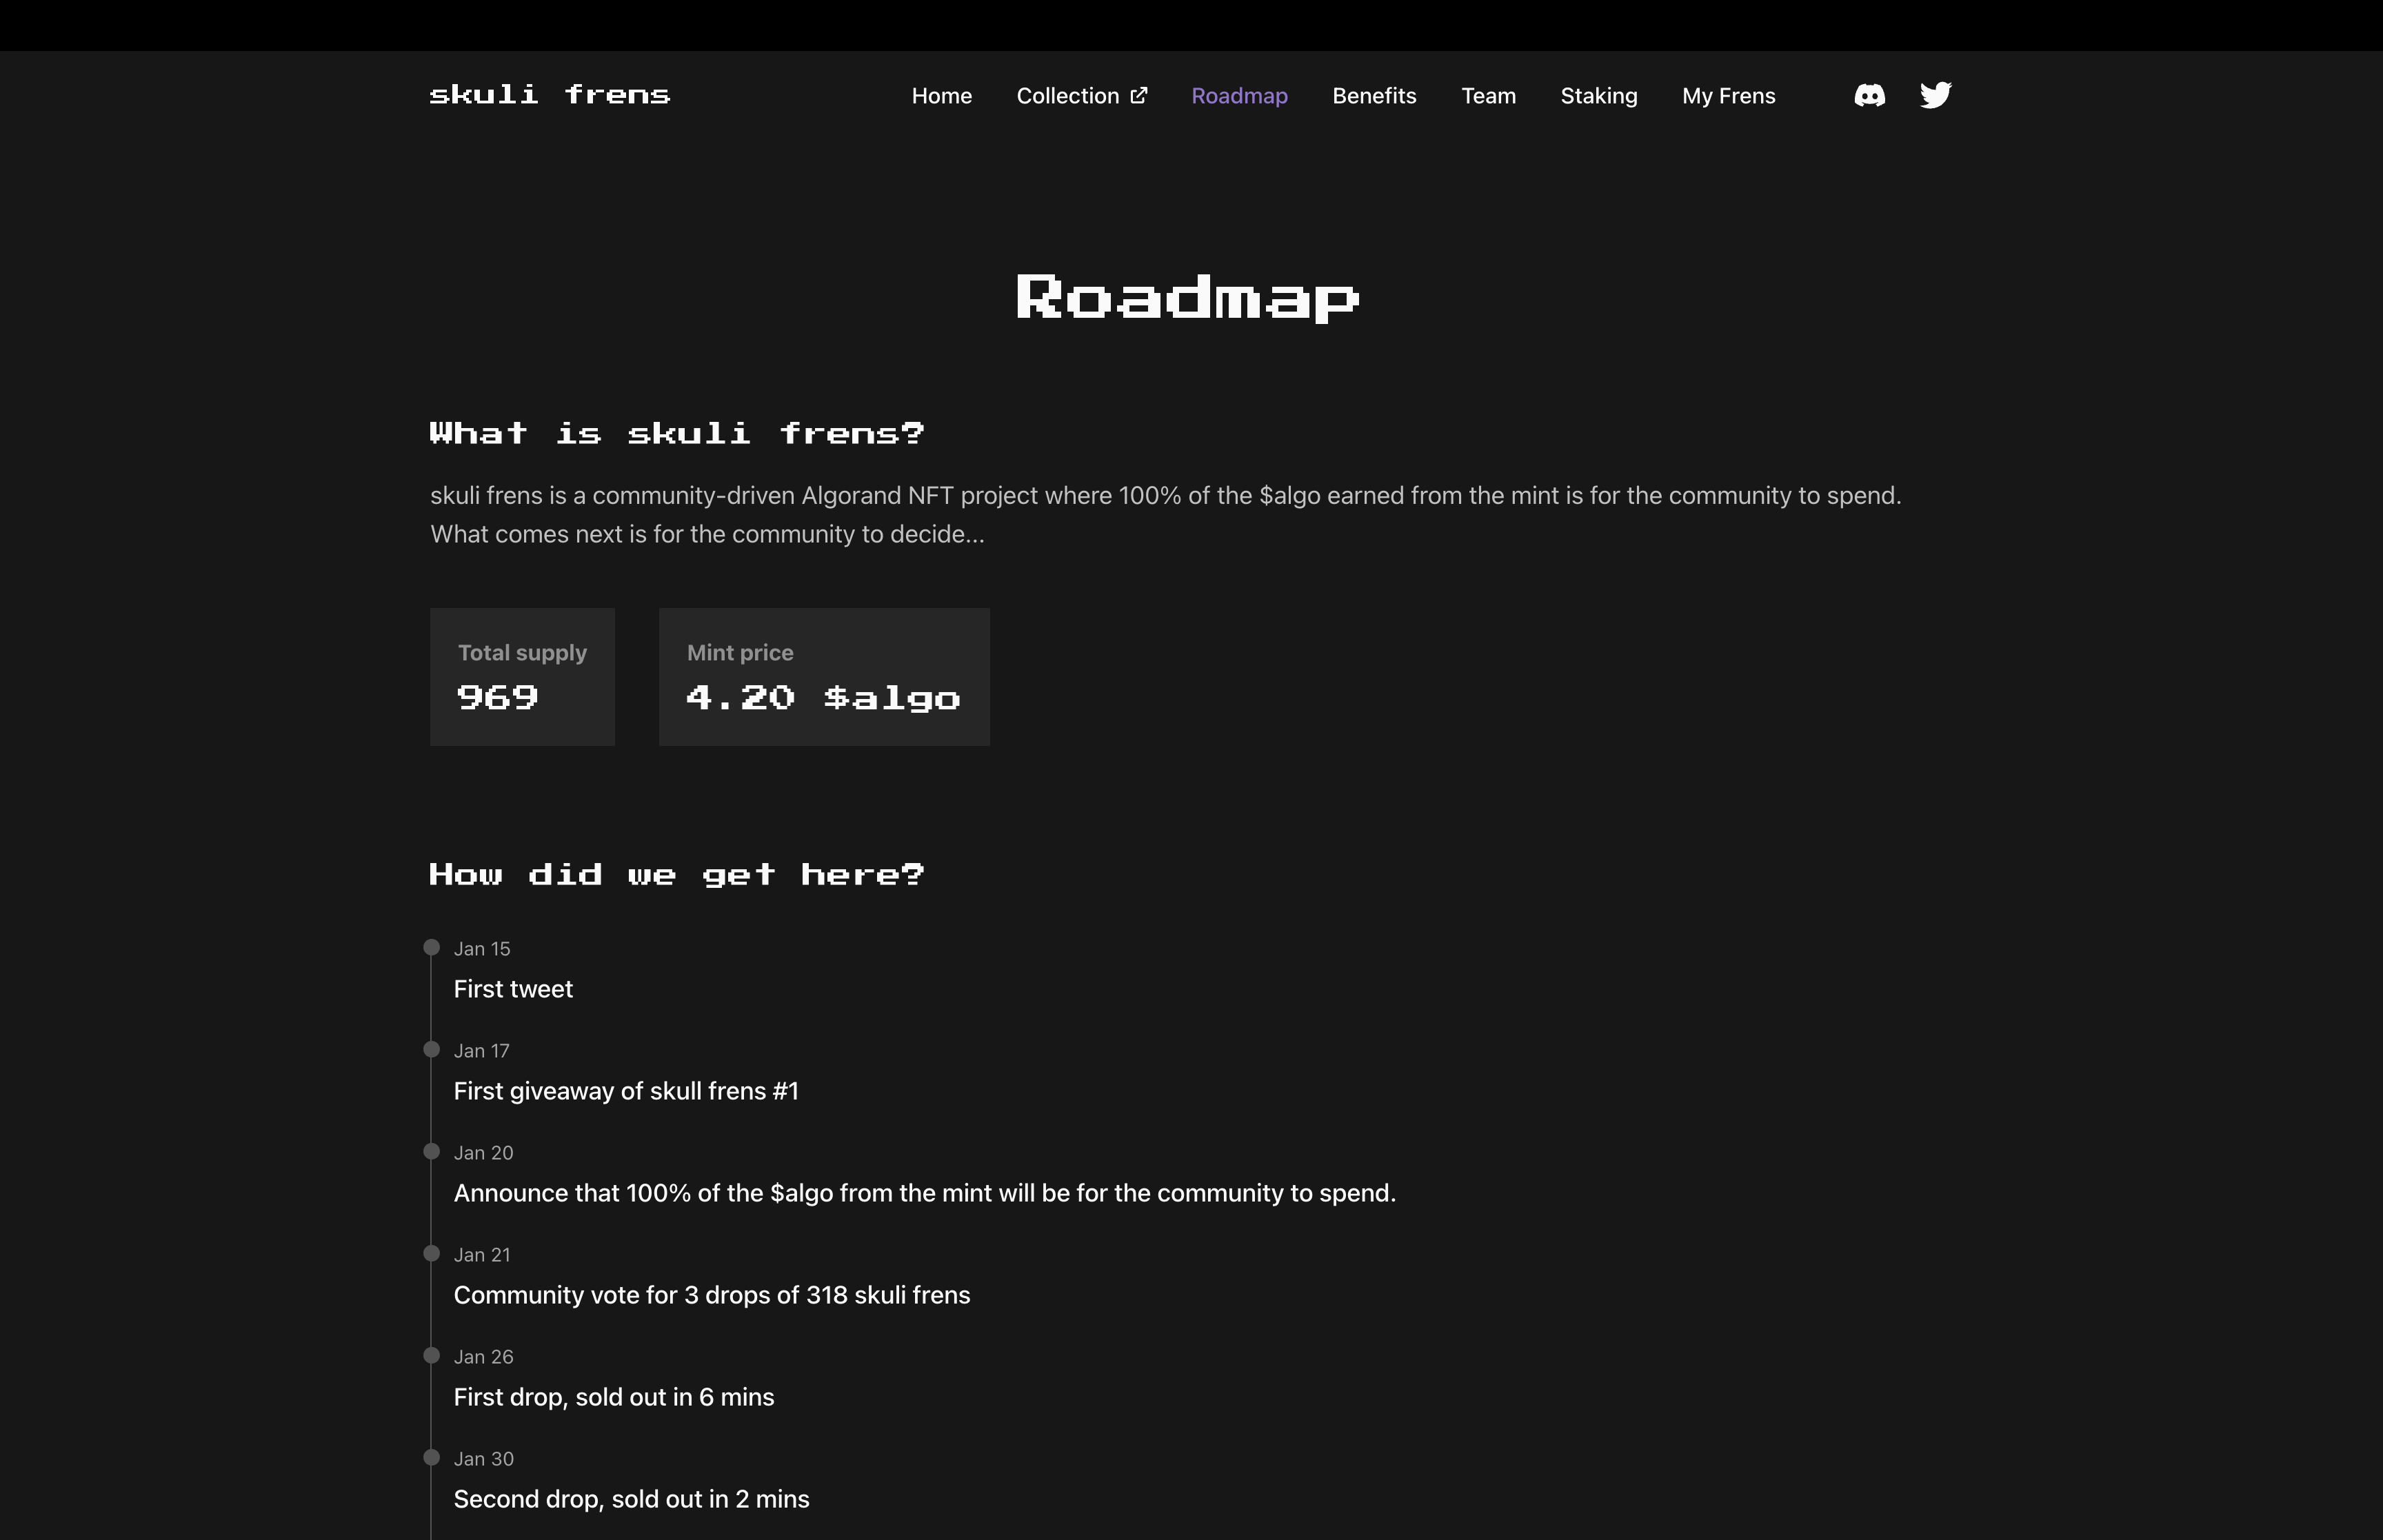 skuli frens
Home Collection Roadmap Benefits Team Staking My Frens
Roadmap
What is skuli frens?
skuli frens is a community-driven Algorand NFT project where 100% of the $algo earned from the mint is for the community to spend.
What comes next is for the community to decide...
Total supply
969
Mint price
4.20 $algo
How did we get here?
Jan 15
First tweet
Jan 17
First giveaway of skull frens #1
Jan 20
Announce that 100% of the $algo from the mint will be for the community to spend.
Jan 21
Community vote for 3 drops of 318 skuli frens
Jan 26
First drop, sold out in 6 mins
Jan 30
Second drop, sold out in 2 mins